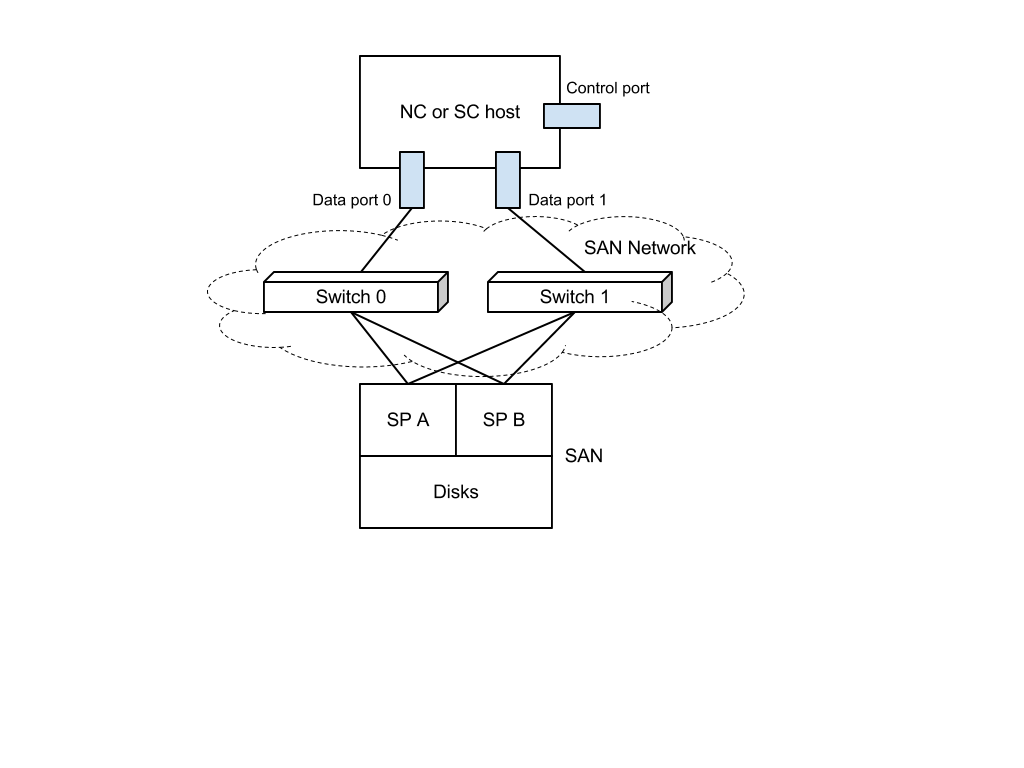 Control port
NC or SC host
Data port 0
Data port 1
SAN Network
Switch 0
Switch 1
SP A
SP B
SAN
Disks